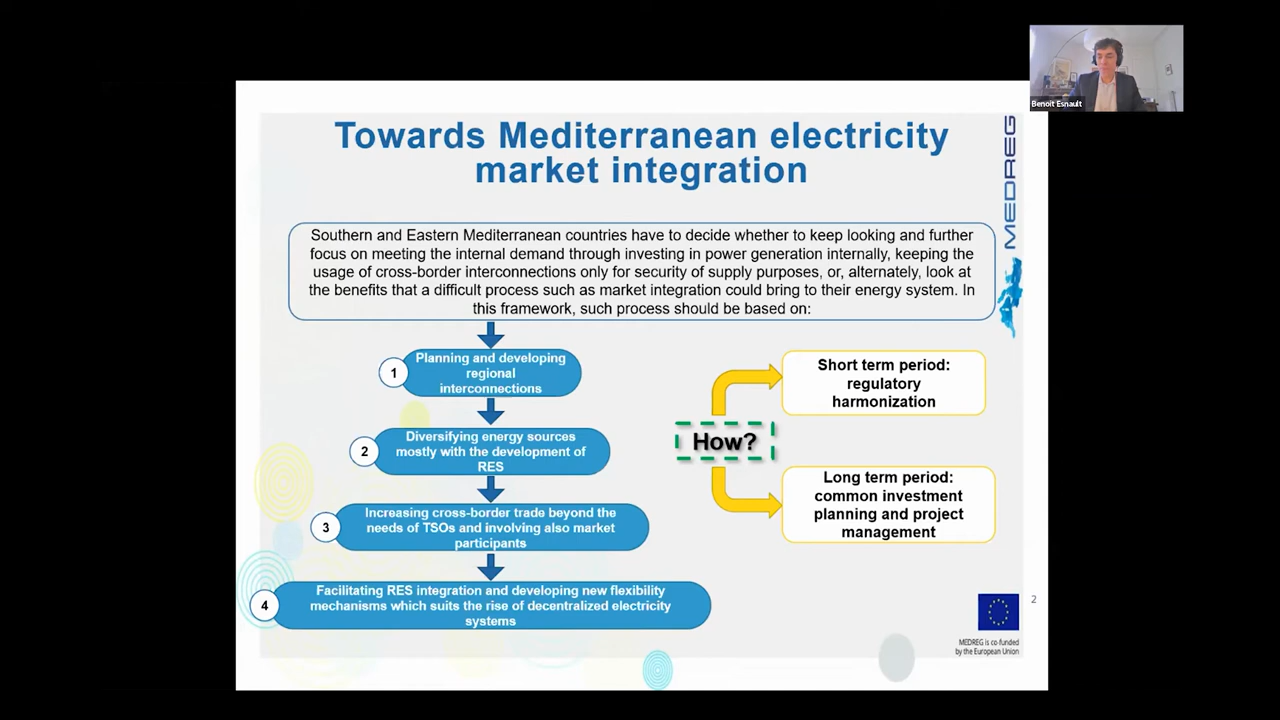 Benoit Esnault
Towards Mediterranean electricity
market integration
MEDREG
Southern and Eastern Mediterranean countries have to decide whether to keep looking and further
focus on meeting the internal demand through investing in power generation internally, keeping the
usage of cross-border interconnections only for security of supply purposes, or, alternately, look at
the benefits that a difficult process such as market integration could bring to their energy system. In
this framework, such process should be based on:
1
Planning and developing
regional
interconnections
2
Diversifying energy sources
mostly with the development of
RES
3
Increasing cross-border trade beyond the
needs of TSOs and involving also market
participants
4
Facilitating RES integration and developing new flexibility
mechanisms which suits the rise of decentralized electricity
systems
How?
Short term period:
regulatory
harmonization
Long term period:
common investment
planning and project
management
2
MEDREG is co-funded
by the European Union